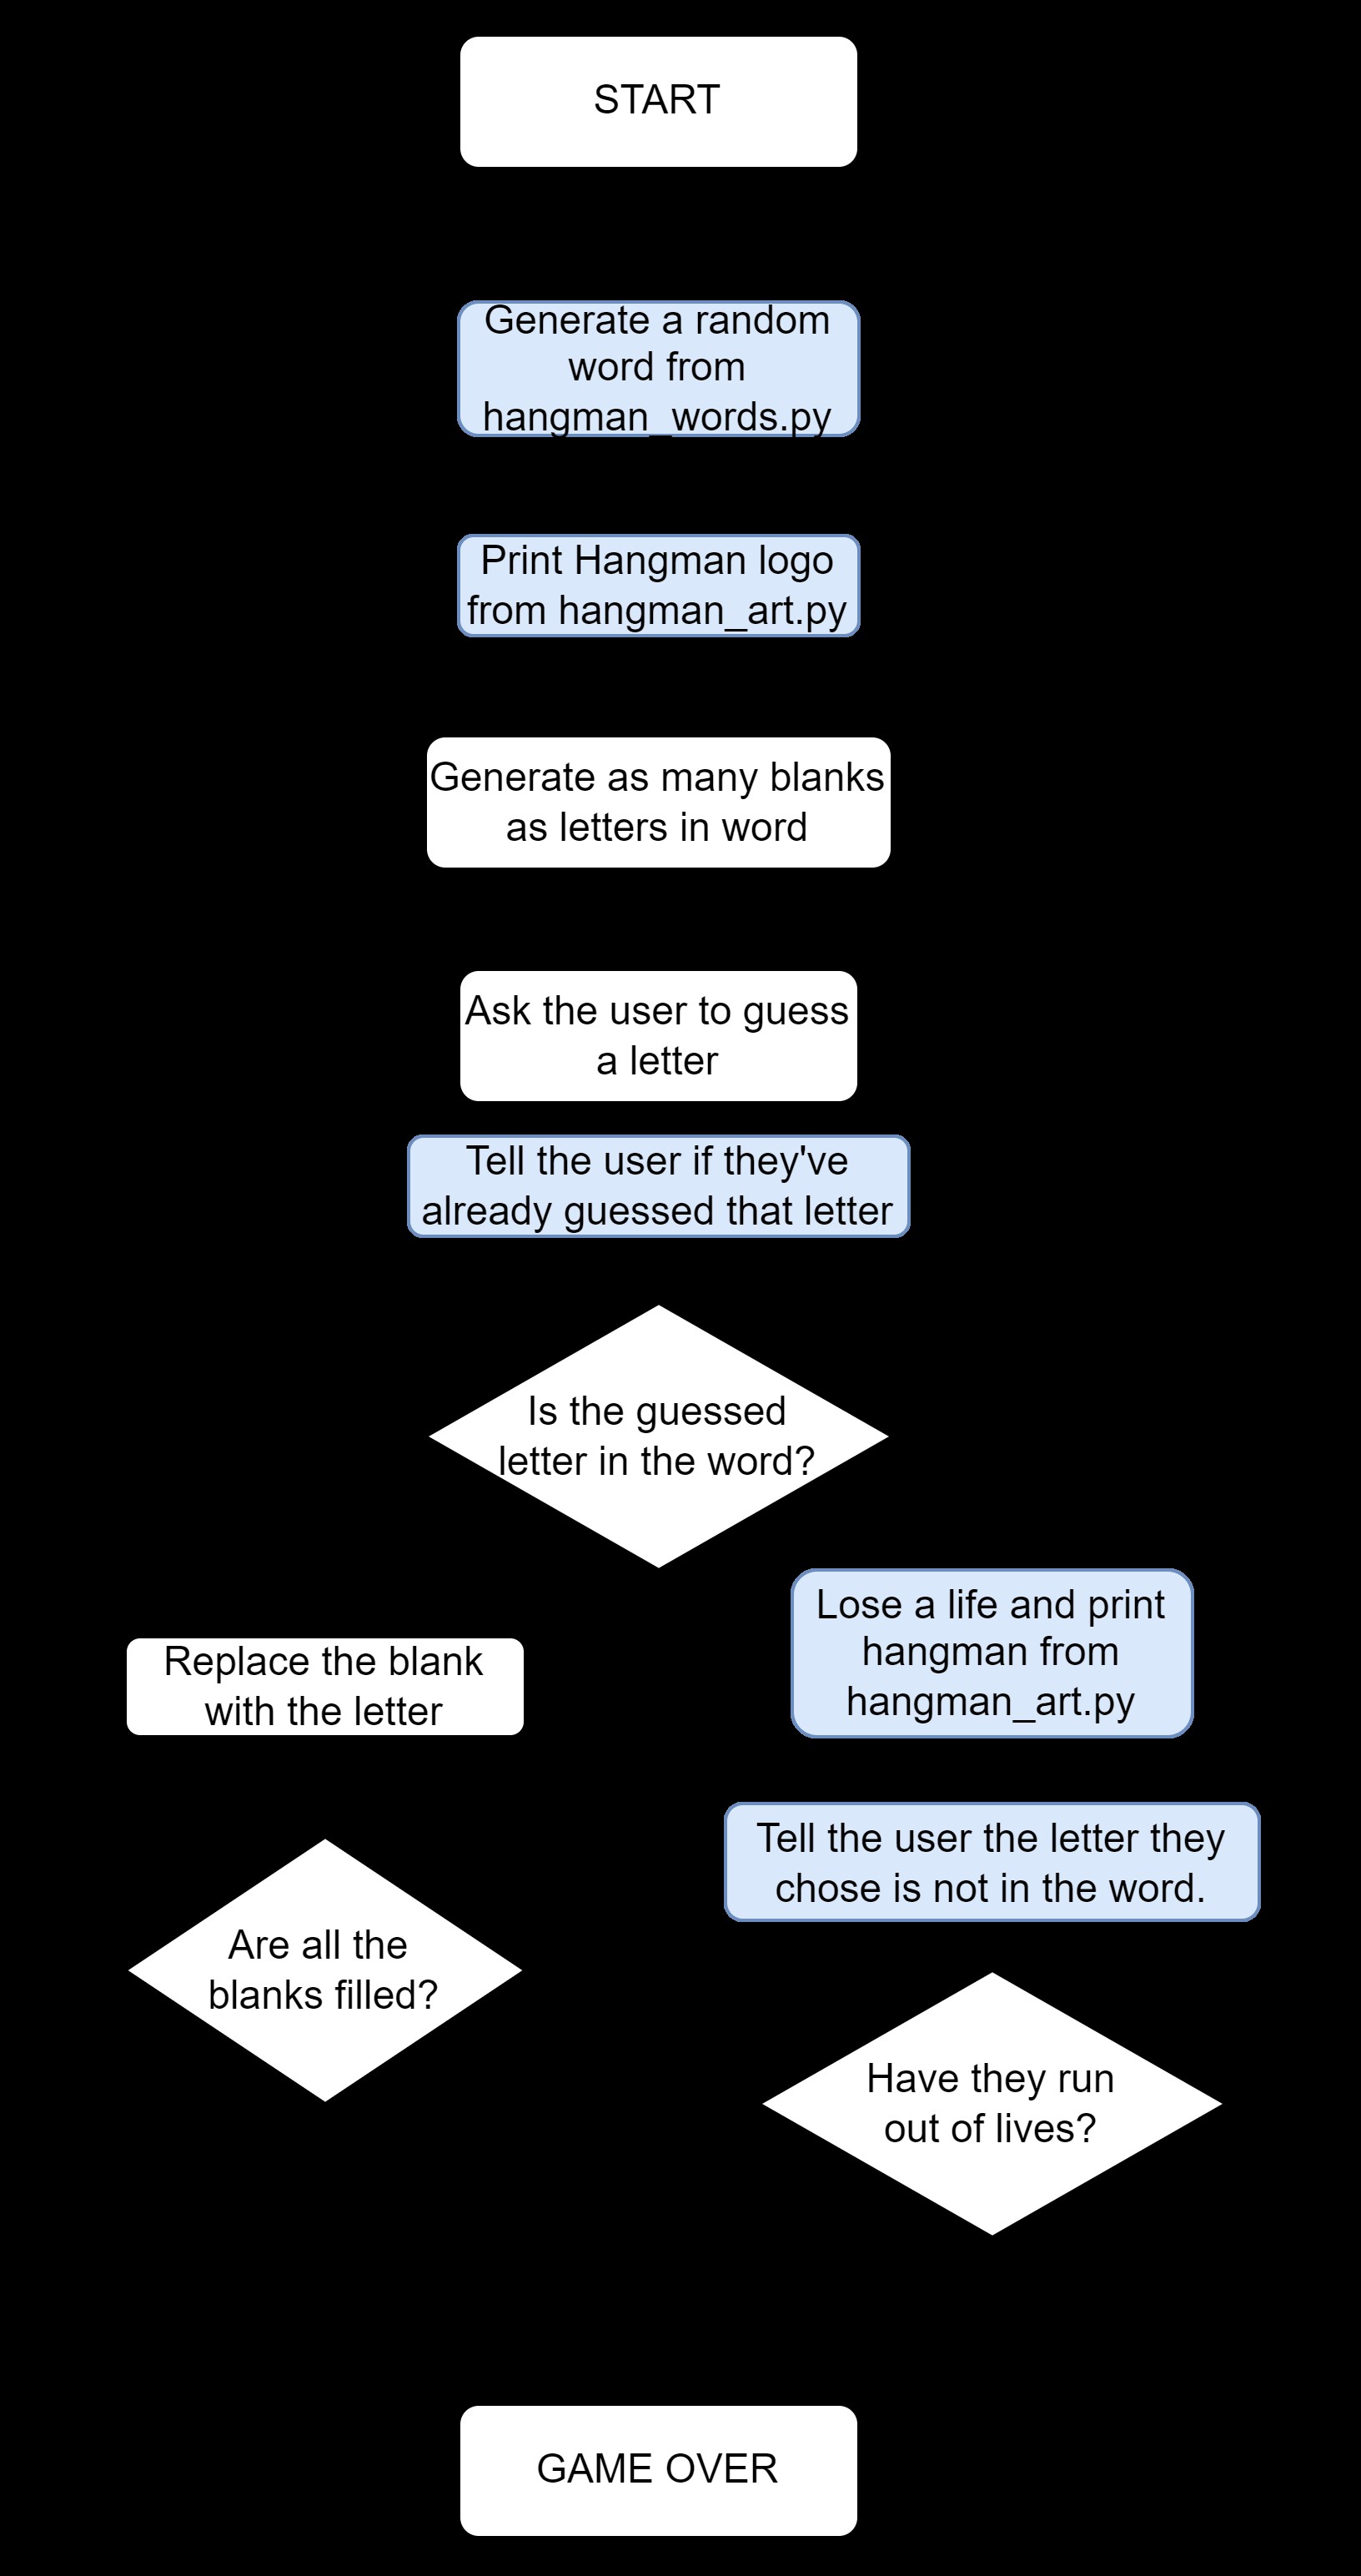 START
Generate a random
word from
hangman_words.py
Print Hangman logo
from hangman_art.py
Generate as many blanks
as letters in word
Ask the user to guess
a letter
Tell the user if they've
already guessed that letter
Is the guessed
letter in the word?
Replace the blank
with the letter
Lose a life and print
hangman from
hangman_art.py
Tell the user the letter they
chose is not in the word.
Are all the
blanks filled?
Have they run
out of lives?
GAME OVER